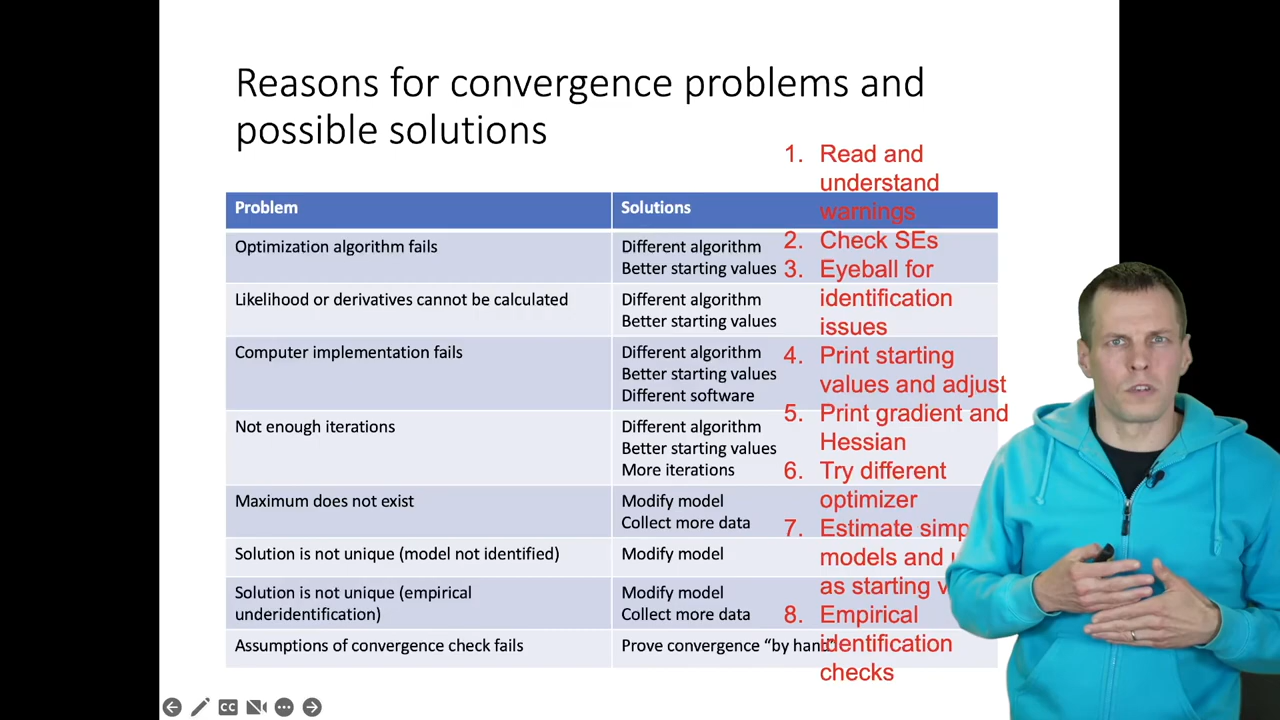 Reasons for convergence problems and
possible solutions
Problem
Solutions
Optimization algorithm fails
Different algorithm
Better starting values
Likelihood or derivatives cannot be calculated
Different algorithm
Better starting values
Computer implementation fails
Different algorithm
Better starting values
Different software
Not enough iterations
Different algorithm
Better starting values
More iterations
Maximum does not exist
Modify model
Collect more data
Solution is not unique (model not identified)
Modify model
Solution is not unique (empirical
underidentification)
Modify model
Collect more data
Assumptions of convergence check fails
Prove convergence “by hand”
1. Read and
understand
warnings
2. Check SEs
3. Eyeball for
identification
issues
4. Print starting
values and adjust
5. Print gradient and
Hessian
6. Try different
optimizer
7. Estimate
models and
as starting
8. Empirical
identification
checks
CC